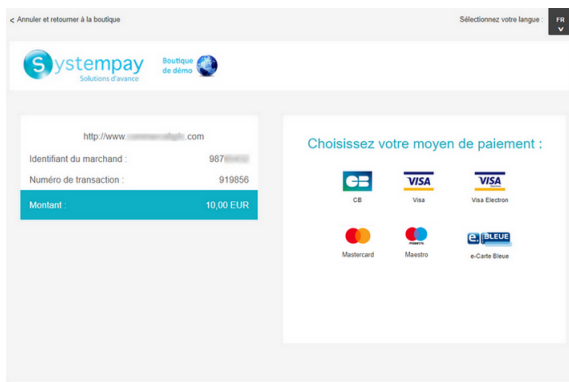 < Annuler et retourner à la boutique
Sélectionnez votre langue :
FR
Systempay
Solutions d'avance
Boutique
de démo
http://www. .com
Identifiant du marchand : 987
Numéro de transaction : 919856
Montant : 10,00 EUR
Choisissez votre moyen de paiement :
CB VISA VISA
CB Visa Visa Electron
maestro e. BLEUE
Mastercard Maestro e-Carte Bleue